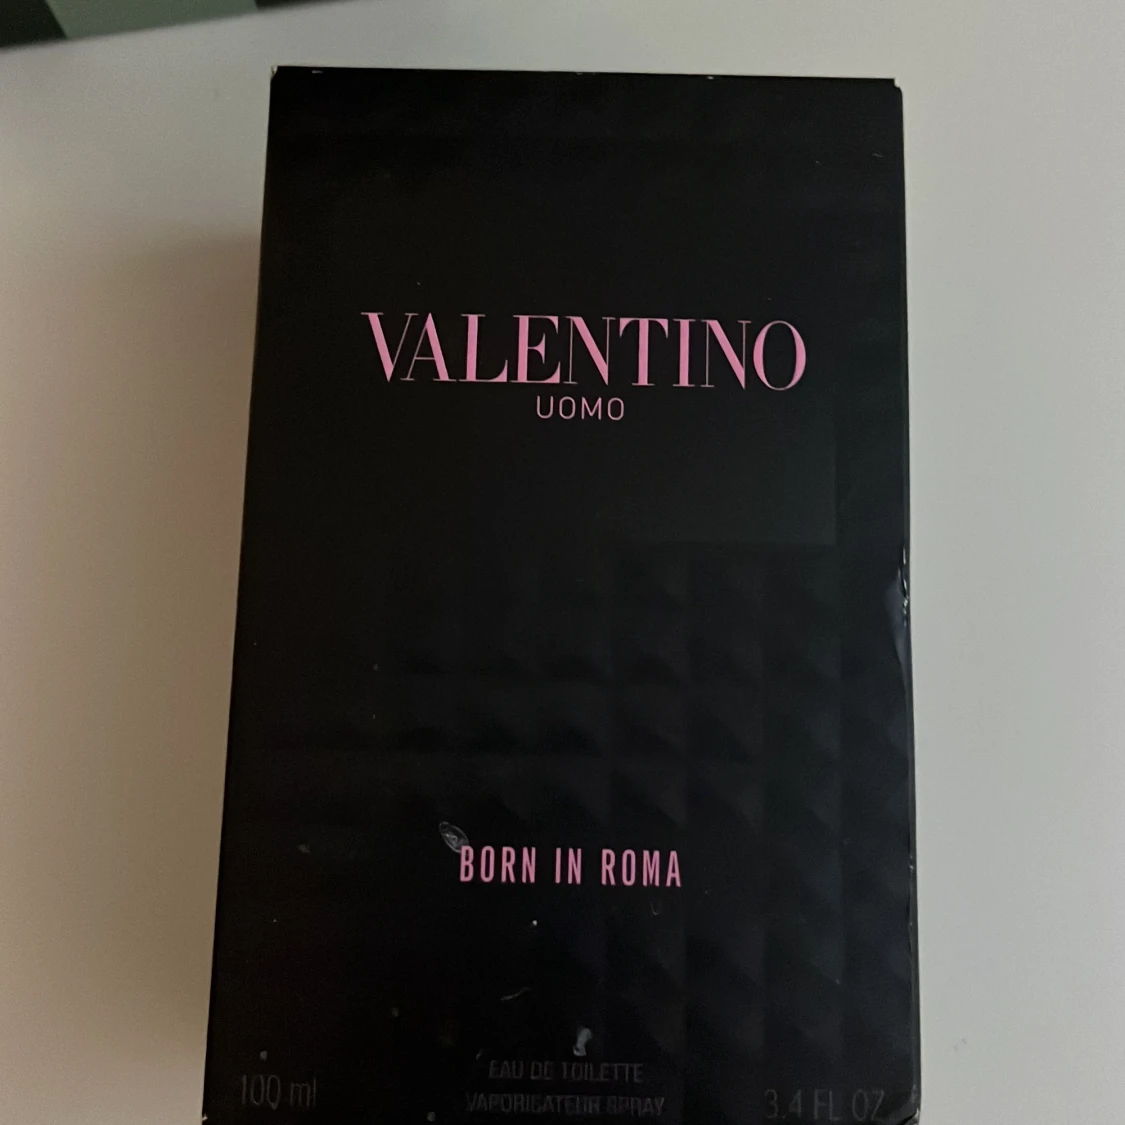 VALENTINO
UOMO
BORN IN ROMA
EAU DE TOILETTE
100 ml VAPORISATEUR SPRAY 3.4 FL OZ